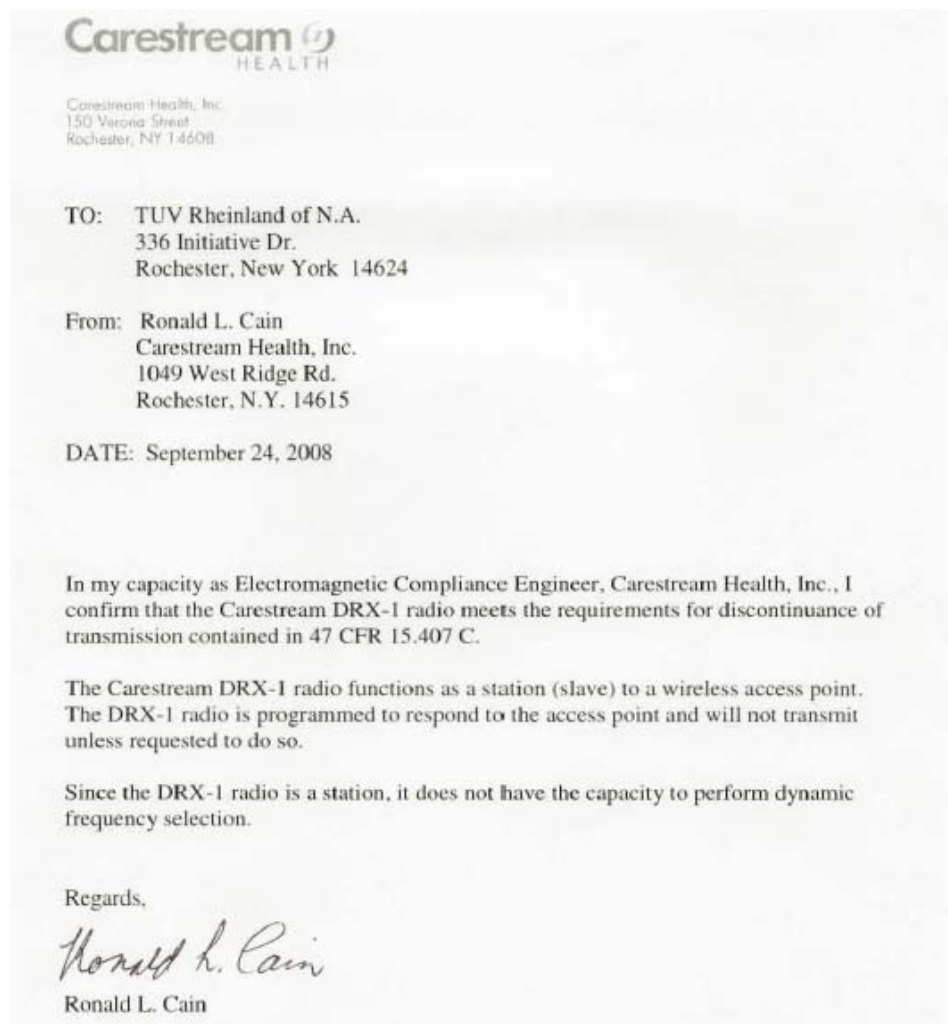 Carestream
HEALTH
Carestream Health, Inc.
150 Verona Street
Rochester, NY 14608
TO: TUV Rheinland of N.A.
336 Initiative Dr.
Rochester, New York 14624
From: Ronald L. Cain
Carestream Health, Inc.
1049 West Ridge Rd.
Rochester, N.Y. 14615
DATE: September 24, 2008
In my capacity as Electromagnetic Compliance Engineer, Carestream Health, Inc., I
confirm that the Carestream DRX-1 radio meets the requirements for discontinuance of
transmission contained in 47 CFR 15.407 C.
The Carestream DRX-1 radio functions as a station (slave) to a wireless access point.
The DRX-1 radio is programmed to respond to the access point and will not transmit
unless requested to do so.
Since the DRX-1 radio is a station, it does not have the capacity to perform dynamic
frequency selection.
Regards,
Ronald L. Cain
Ronald L. Cain